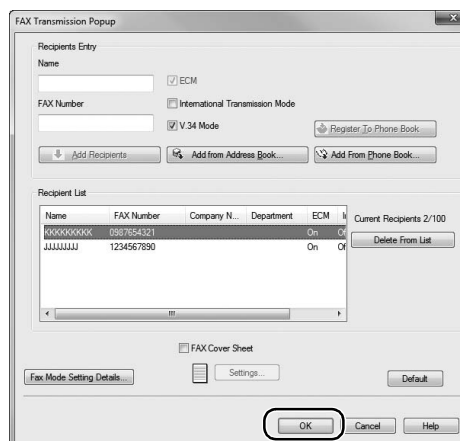 FAX Transmission Popup
Recipients Entry
Name
ECM
FAX Number
International Transmission Mode
V.34 Mode
Register To Phone Book
Add Recipients
Add from Address Book...
Add From Phone Book...
Recipient List
Name FAX Number Company N... Department ECM
Current Recipients 2/100
KKKKKKKKK 0987654321 On Of
JJJJJJJJJ 1234567890 On Of
Delete From List
FAX Cover Sheet
Fax Mode Setting Details...
Settings...
Default
OK Cancel Help